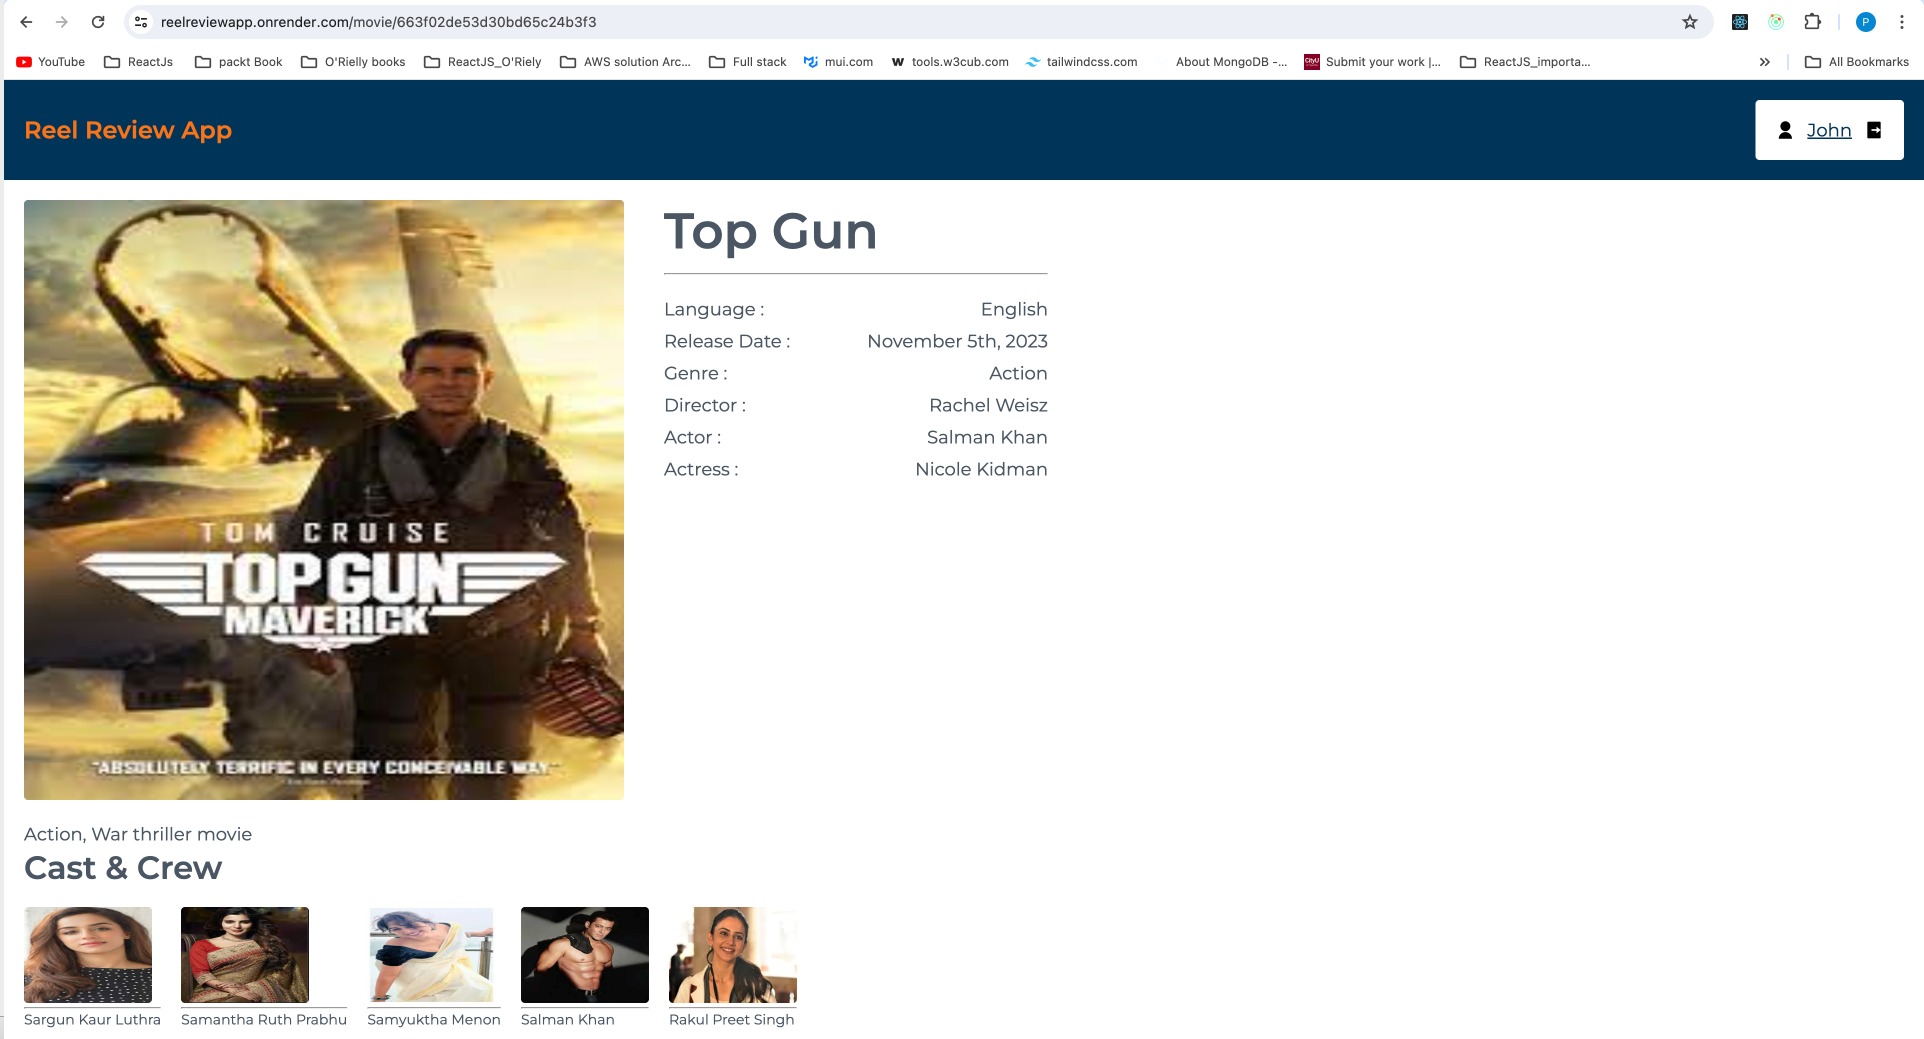 reelreviewapp.onrender.com/movie/663f02de53d30bd65c24b3f3
P
YouTube ReactJs packt Book O'Rielly books ReactJS_O'Riely AWS solution Arc... Full stack mui.com tools.w3cub.com tailwindcss.com About MongoDB -... Submit your work |... ReactJS_importa... » All Bookmarks
Reel Review App
John
Top Gun
Language : English
Release Date : November 5th, 2023
Genre : Action
Director : Rachel Weisz
Actor : Salman Khan
Actress : Nicole Kidman
TOM CRUISE
TOP GUN
MAVERICK
"ABSOLUTELY TERRIFIC IN EVERY CONCEIVABLE WAY"
Action, War thriller movie
Cast & Crew
Sargun Kaur Luthra Samantha Ruth Prabhu Samyuktha Menon Salman Khan Rakul Preet Singh